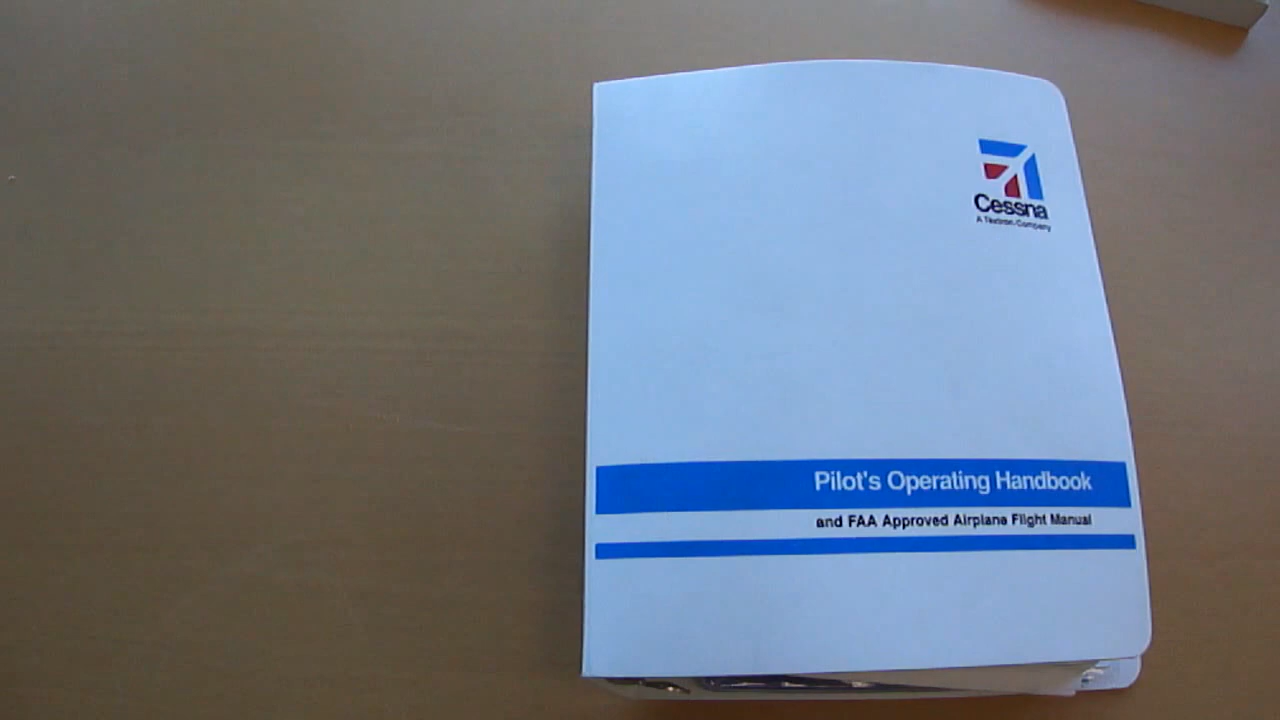 Cessna
A Textron Company
Pilot's Operating Handbook
and FAA Approved Airplane Flight Manual